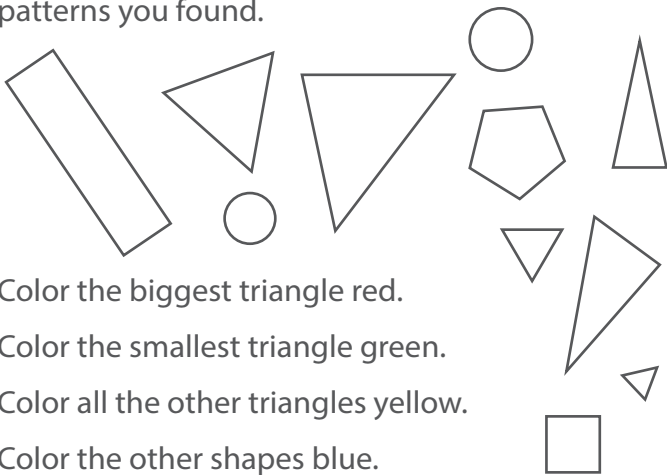 patterns you found.
Color the biggest triangle red.
Color the smallest triangle green.
Color all the other triangles yellow.
Color the other shapes blue.